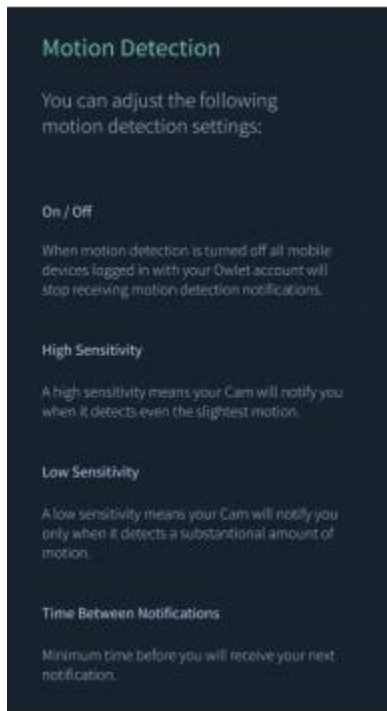 Motion Detection
You can adjust the following
motion detection settings:
On / Off
When motion detection is turned off all mobile
devices logged in with your Owlet account will
stop receiving motion detection notifications.
High Sensitivity
A high sensitivity means your Cam will notify you
when it detects even the slightest motion.
Low Sensitivity
A low sensitivity means your Cam will notify you
only when it detects a substantional amount of
motion.
Time Between Notifications
Minimum time before you will receive your next
notification.